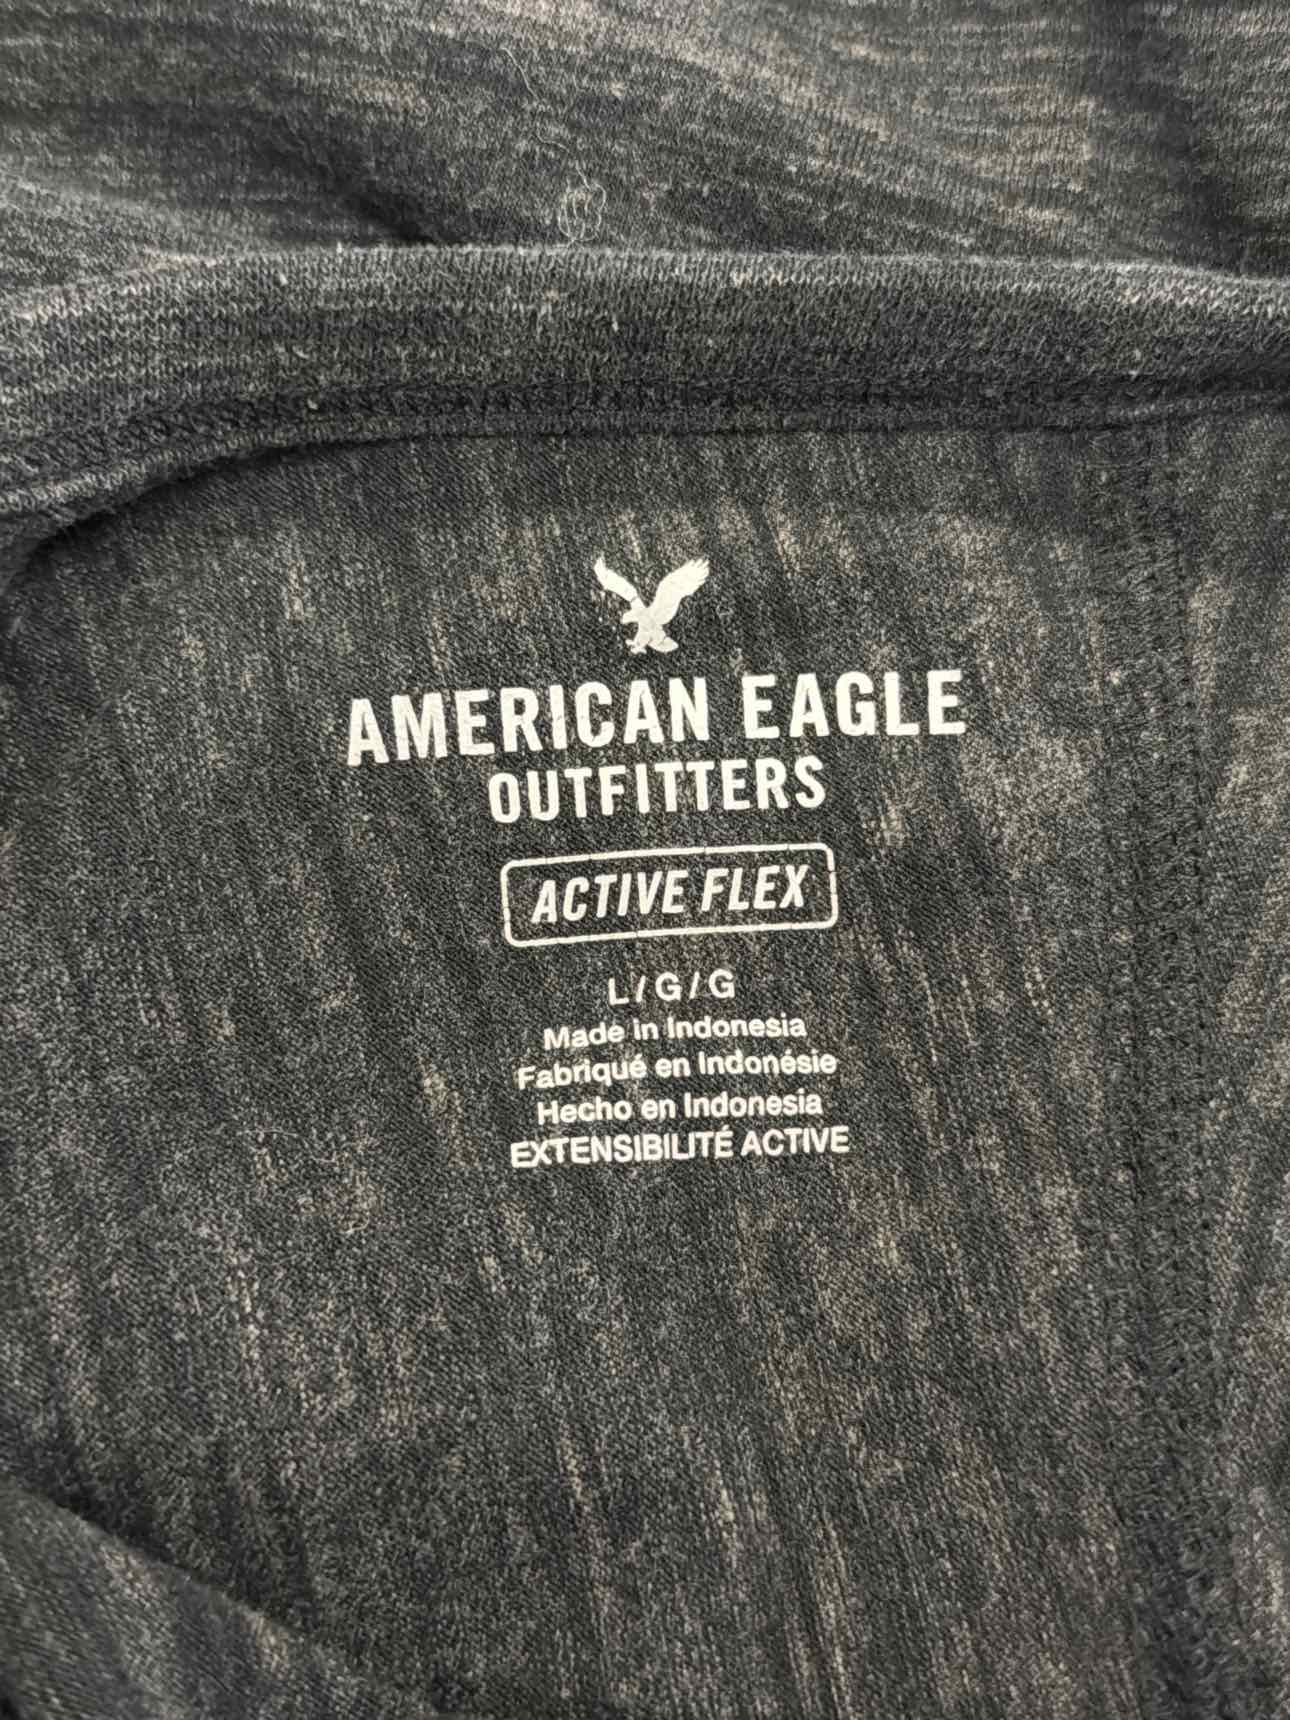 AMERICAN EAGLE
OUTFITTERS
ACTIVE FLEX
L/G/G
Made in Indonesia
Fabriqué en Indonésie
Hecho en Indonesia
EXTENSIBILITÉ ACTIVE